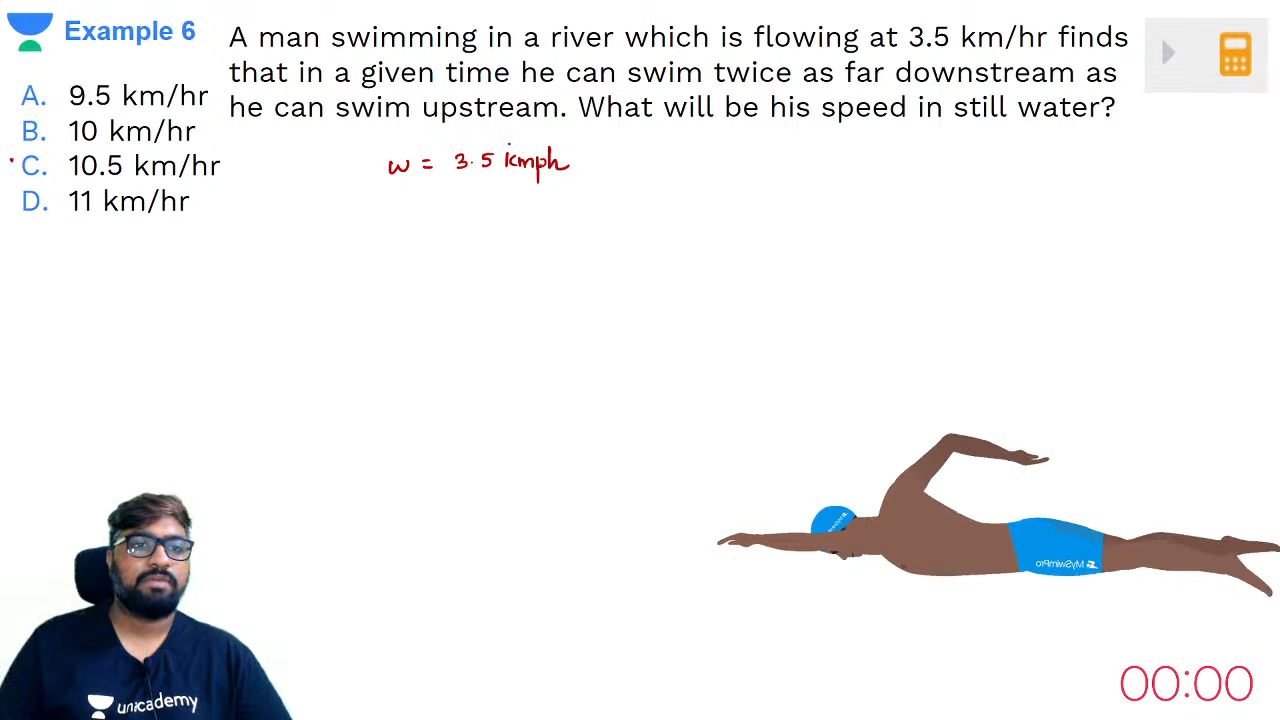 Example 6
A man swimming in a river which is flowing at 3.5 km/hr finds
that in a given time he can swim twice as far downstream as
he can swim upstream. What will be his speed in still water?
A. 9.5 km/hr
B. 10 km/hr
C. 10.5 km/hr
D. 11 km/hr
w = 3.5 kmph
MySwimPro
unacademy
00:00